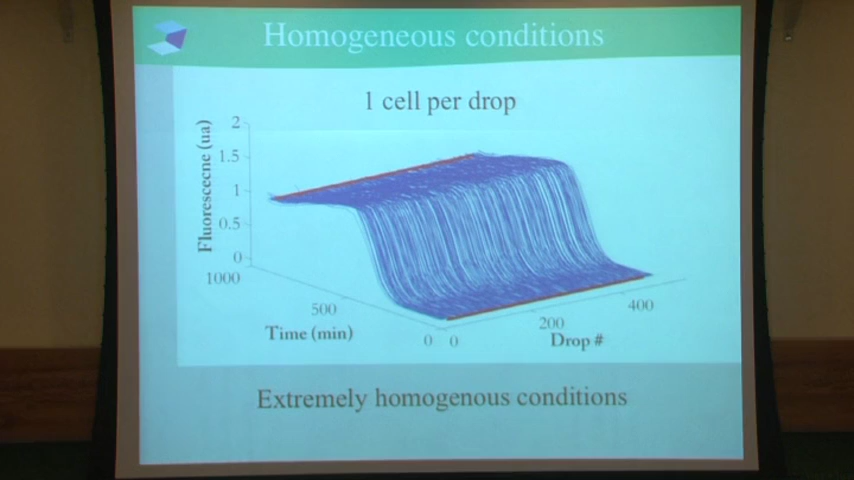 Homogeneous conditions
1 cell per drop
Fluorescecne (ua)
2
1.5
1
0.5
0
1000
500
0
Time (min)
0
200
400
Drop #
Extremely homogenous conditions